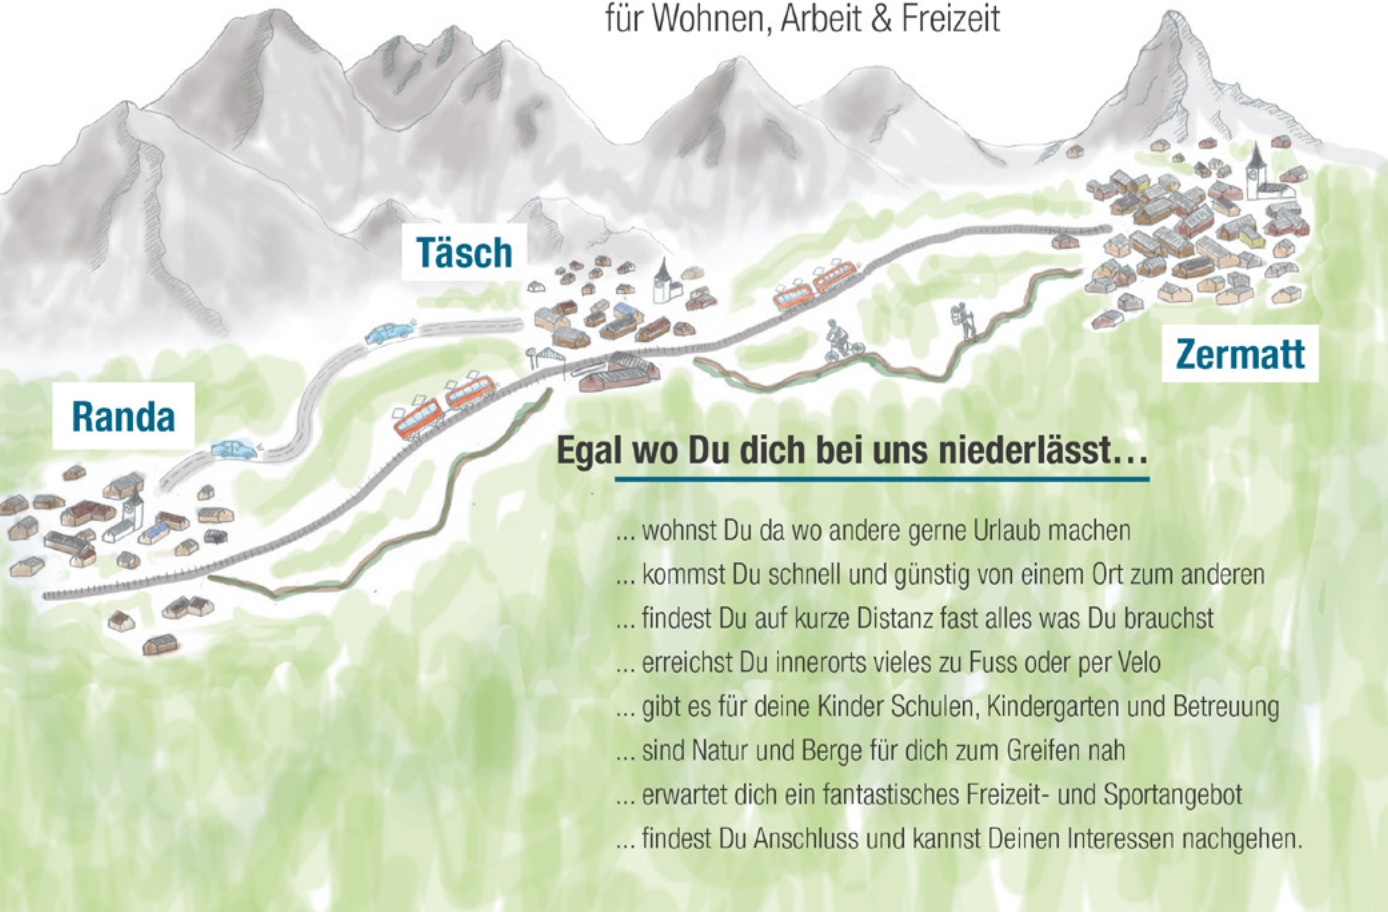 für Wohnen, Arbeit & Freizeit
Täsch
Zermatt
Randa
Egal wo Du dich bei uns niederlässt...
... wohnst Du da wo andere gerne Urlaub machen
... kommst Du schnell und günstig von einem Ort zum anderen
... findest Du auf kurze Distanz fast alles was Du brauchst
... erreichst Du innerorts vieles zu Fuss oder per Velo
... gibt es für deine Kinder Schulen, Kindergarten und Betreuung
... sind Natur und Berge für dich zum Greifen nah
... erwartet dich ein fantastisches Freizeit- und Sportangebot
... findest Du Anschluss und kannst Deinen Interessen nachgehen.